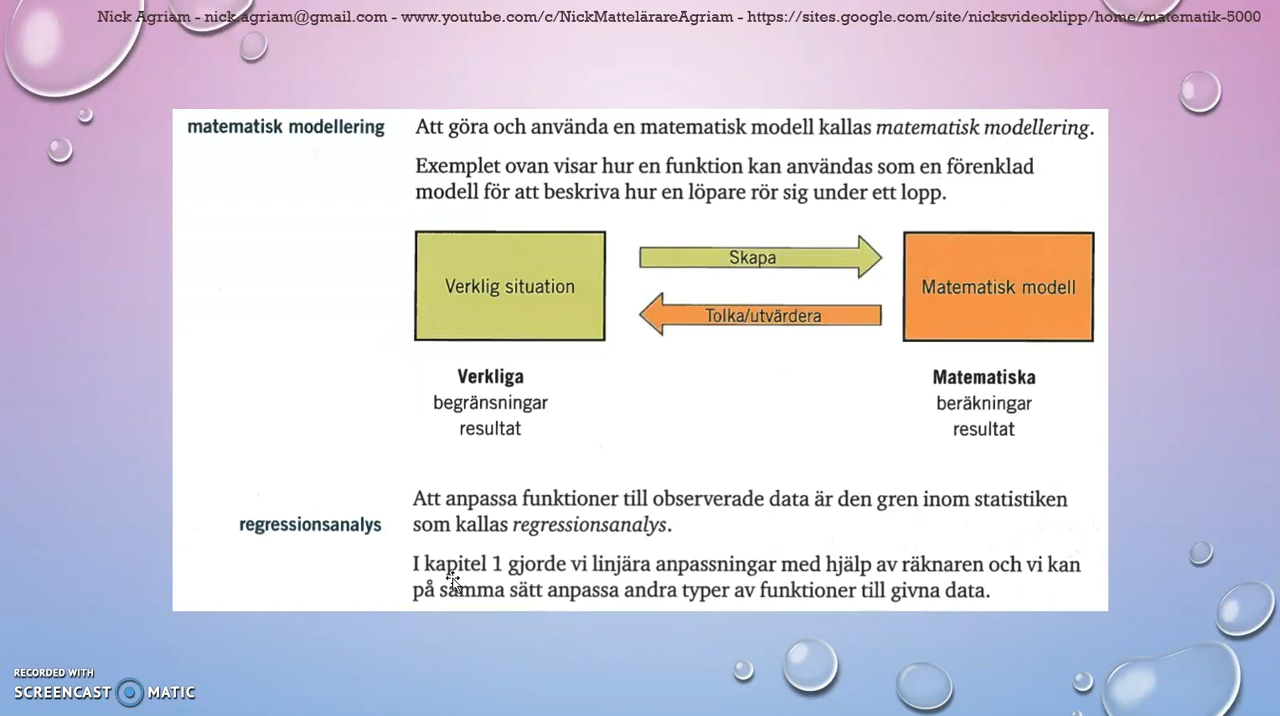 Nick Agriam - nick.agriam@gmail.com - www.youtube.com/c/NickMattelärareAgriam - https://sites.google.com/site/nicksvideoklipp/home/matematik-5000
matematisk modellering
Att göra och använda en matematisk modell kallas matematisk modellering.
Exemplet ovan visar hur en funktion kan användas som en förenklad
modell för att beskriva hur en löpare rör sig under ett lopp.
Verklig situation
Skapa
Tolka/utvärdera
Matematisk modell
Verkliga
begränsningar
resultat
Matematiska
beräkningar
resultat
regressionsanalys
Att anpassa funktioner till observerade data är den gren inom statistiken
som kallas regressionsanalys.
I kapitel 1 gjorde vi linjära anpassningar med hjälp av räknaren och vi kan
på samma sätt anpassa andra typer av funktioner till givna data.
RECORDED WITH
SCREENCAST MATIC